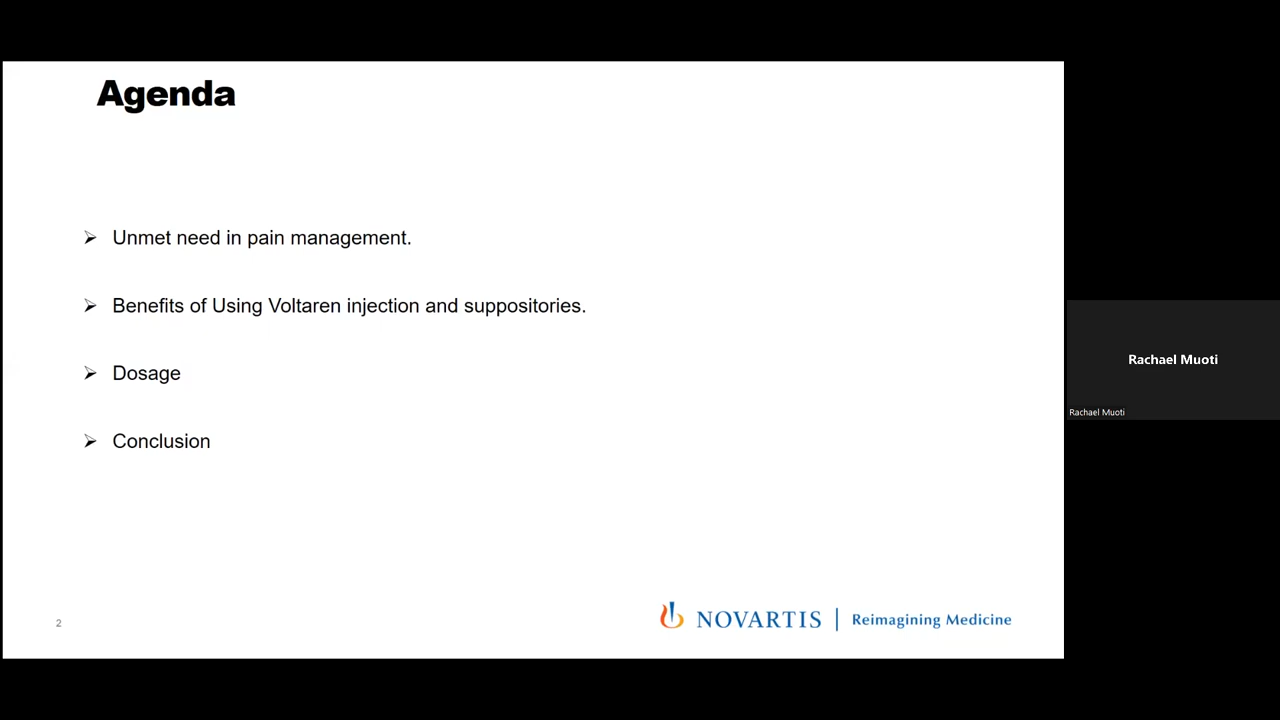 Agenda
➢ Unmet need in pain management.
➢ Benefits of Using Voltaren injection and suppositories.
➢ Dosage
➢ Conclusion
2
NOVARTIS | Reimagining Medicine
Rachael Muoti
Rachael Muoti